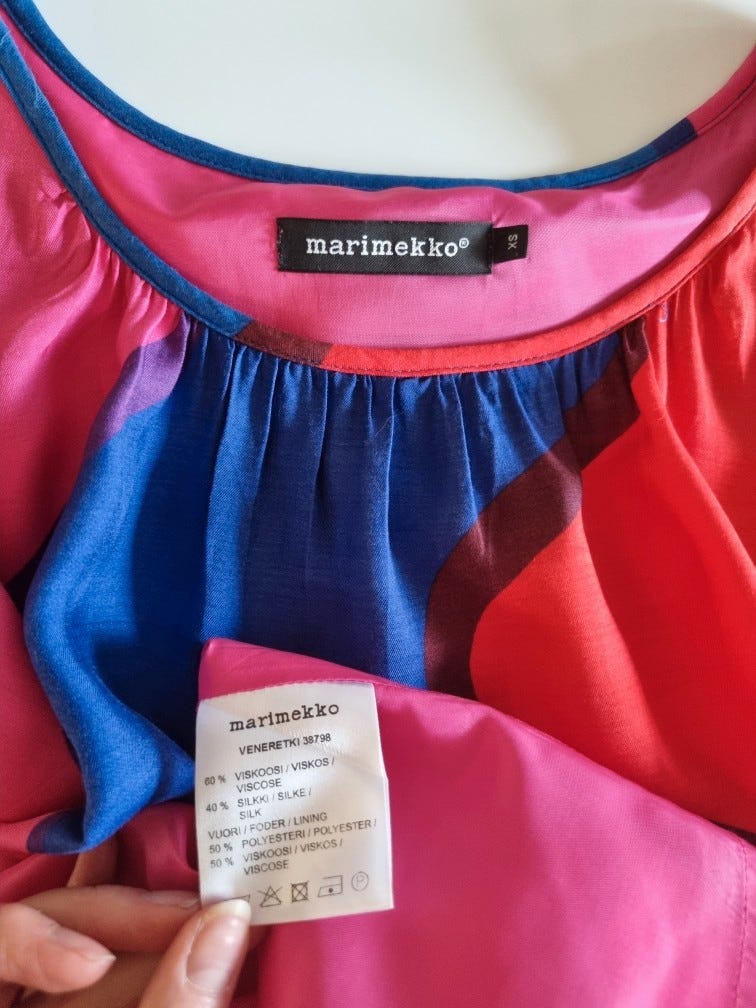 marimekko®
XS
marimekko
VENERETKI 38798
60 % VISKOOSI / VISKOS /
VISCOSE
40 % SILKKI / SILKE /
SILK
VUORI / FODER / LINING
50 % POLYESTERI / POLYESTER /
50 % VISKOOSI / VISKOS /
VISCOSE
P